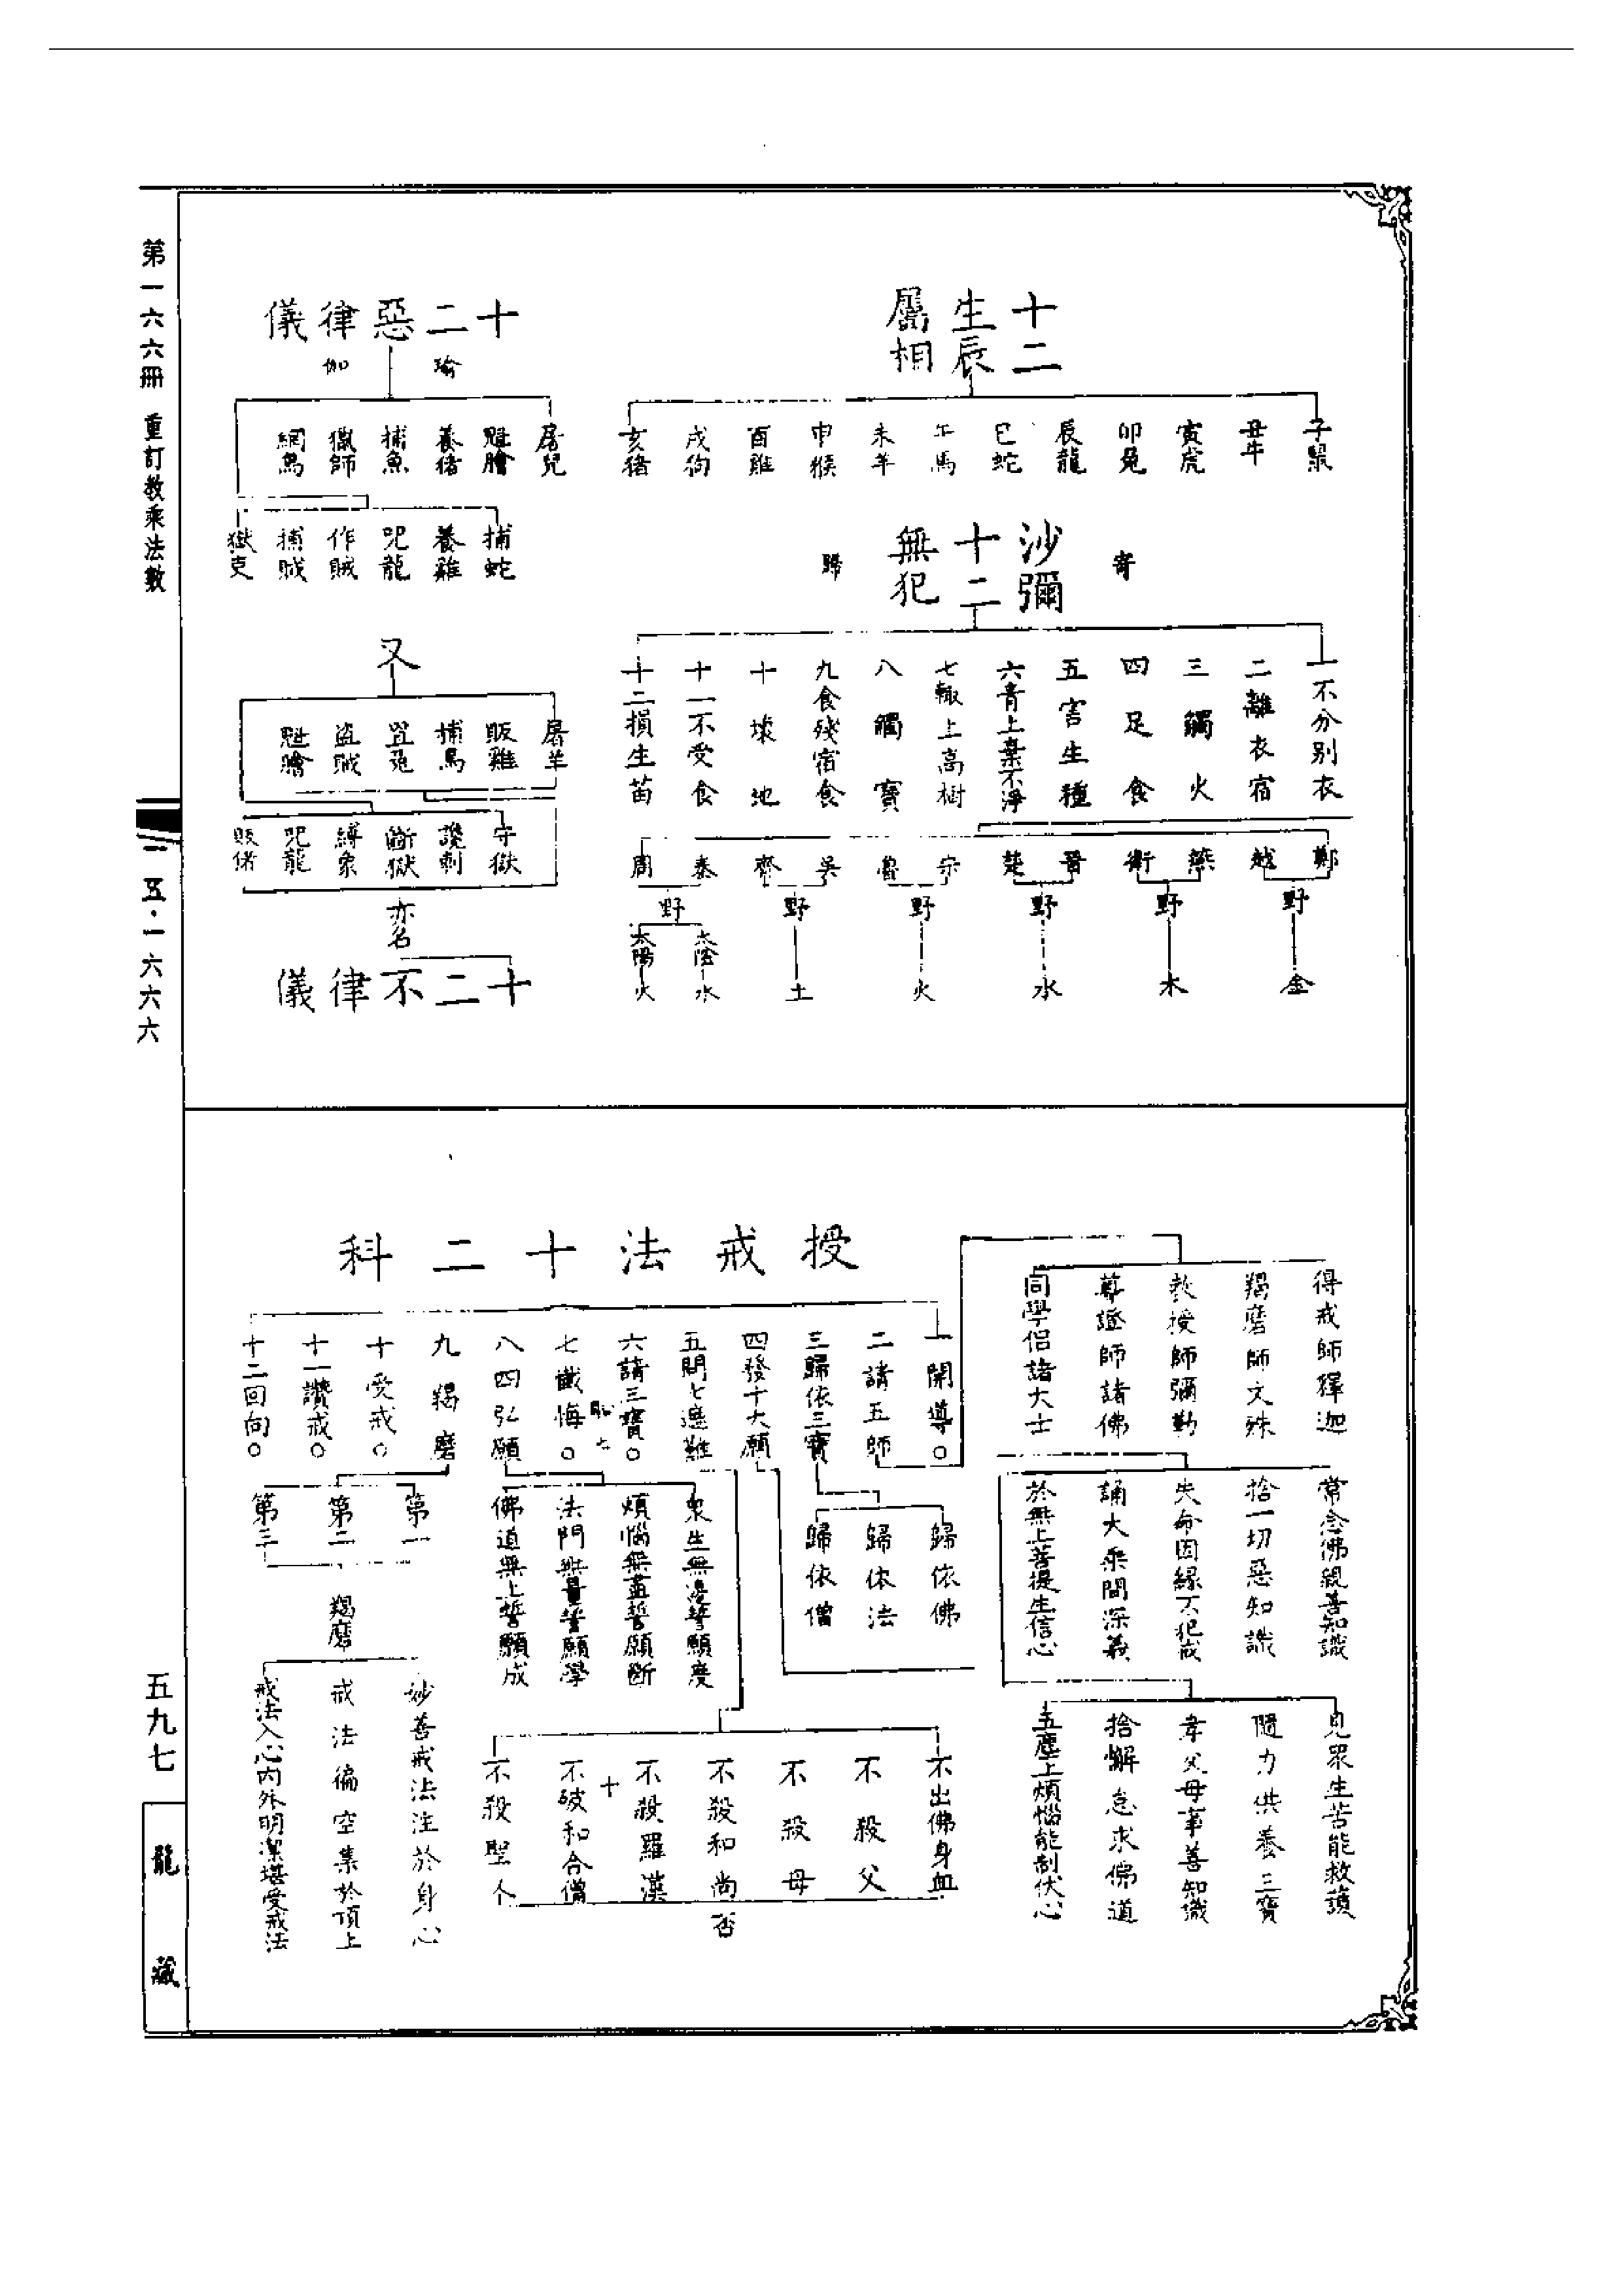 十二生辰屬相
子鼠
丑牛
寅虎
卯兔
辰龍
巳蛇
午馬
未羊
申猴
酉雞
戌狗
亥猪
沙彌十二無犯
寄
歸
一不分別衣
二離衣宿
三觸火
四足食
五害生種
六青上棄不淨
七輙上高樹
八觸寶
九食殘宿食
十壞地
十一不受食
十二損生苗
鄭
越
燕
衛
晉
楚
宋
魯
吳
齊
秦
周
野
野
野
野
野
野
金
木
水
火
土
太陰水
太陽火
十二惡律儀
瑜伽
屠兒
魁膾
養猪
捕魚
獵師
網鳥
捕蛇
養雞
咒龍
作賊
捕賊
獄吏
又
屠羊
販雞
捕鳥
罝兔
盜賊
魁膾
守獄
讒刺
斷獄
縛象
咒龍
販猪
亦名
十二不律儀
得戒師釋迦
羯磨師文殊
教授師彌勒
尊證師諸佛
同學侶諸大士
常念佛親善知識
捨一切惡知識
失命因緣不犯戒
誦大乘問深義
於無上菩提生信心
見眾生苦能救護
隨力供養三寶
孝父母事善知識
捨懈怠求佛道
五塵上煩惱能制伏心
授戒法十二科
一開導○
二請五師
三歸依三寶
四發十大願
五問七遮難
六請三寶○
七懺悔○
八四弘願
九羯磨
十受戒○
十一讚戒○
十二回向○
歸依佛
歸依法
歸依僧
眾生無邊誓願度
煩惱無盡誓願斷
法門無量誓願學
佛道無上誓願成
第一
第二
第三
羯磨
妙善戒法注於身心
戒法徧空集於頂上
戒法入心內外明潔堪受戒法
不出佛身血
不殺父
不殺母
不殺和尚
不殺羅漢
十
不破和合僧
不殺聖人
否
第一六六冊 重訂教乘法數
一五·一六六六
五九七
龍藏